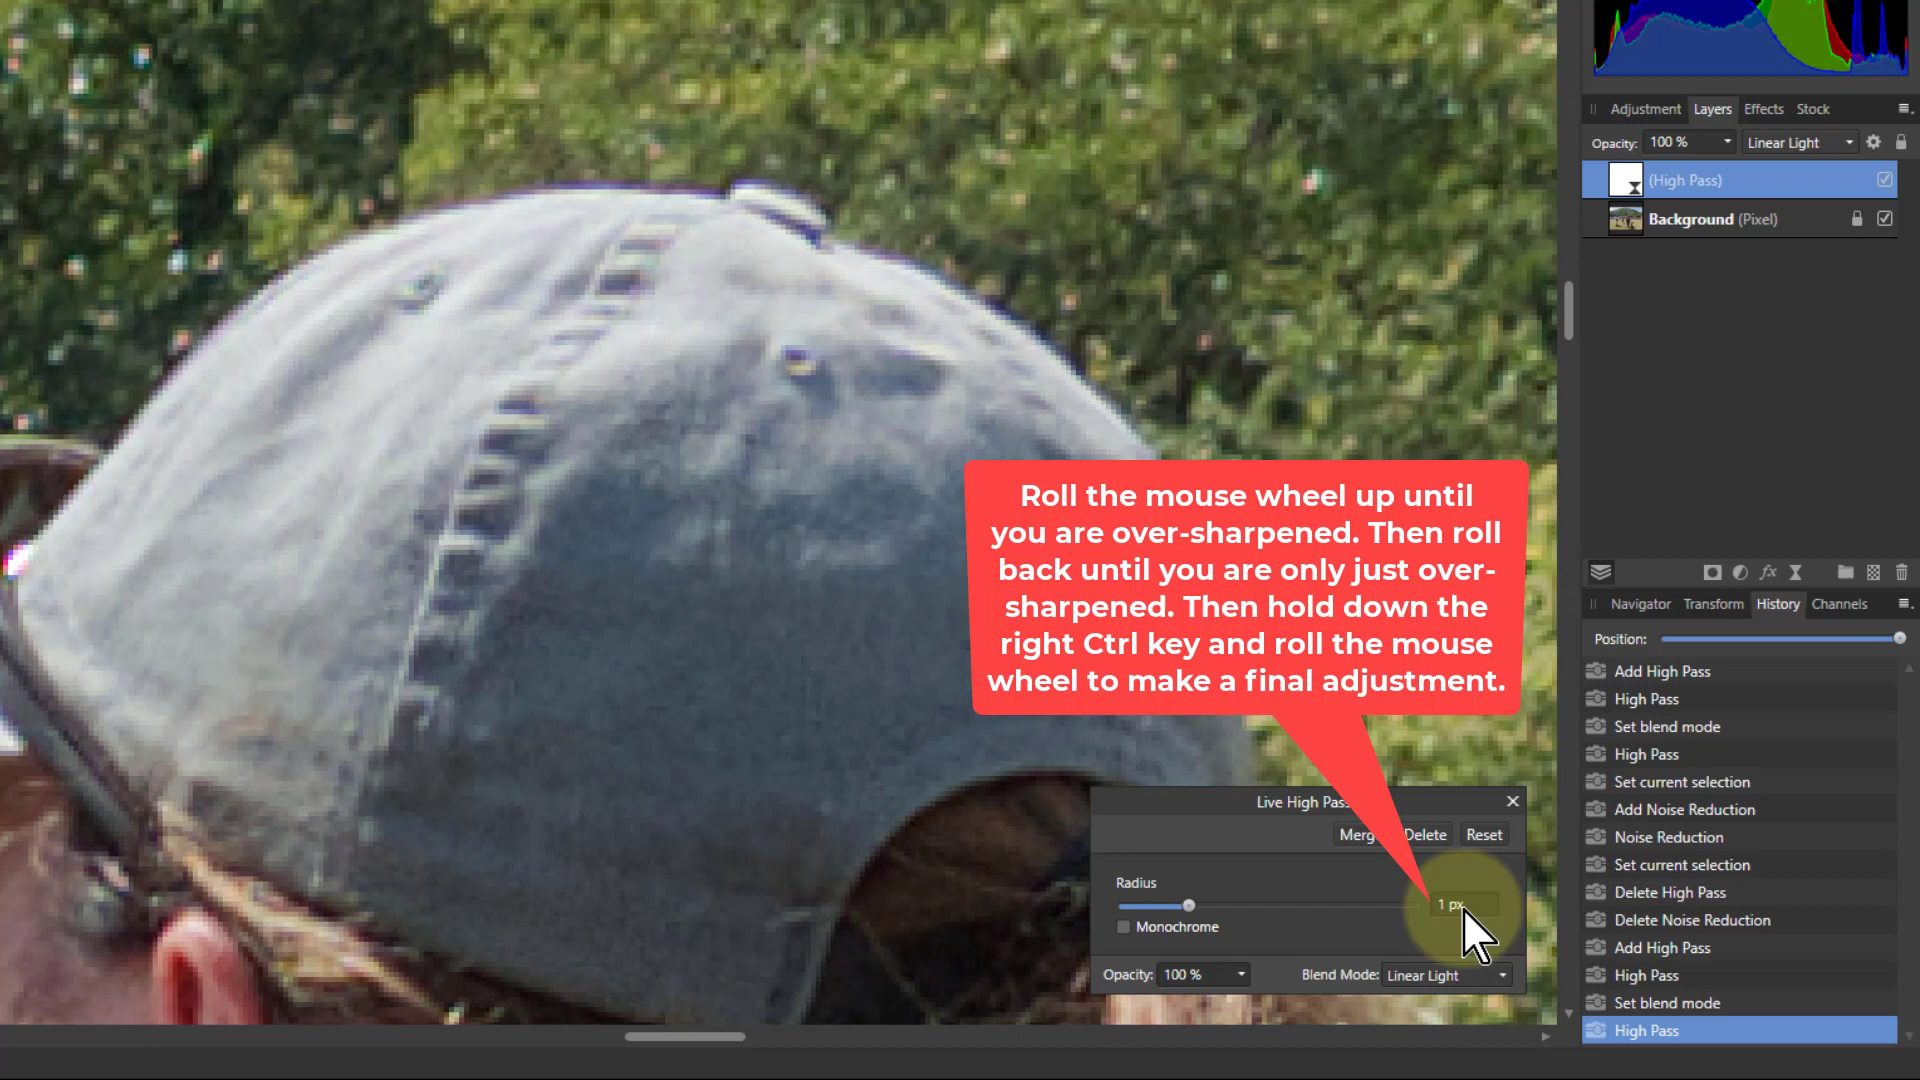 Adjustment Layers Effects Stock
Opacity: 100 % Linear Light
(High Pass)
Background (Pixel)
Roll the mouse wheel up until
you are over-sharpened. Then roll
back until you are only just over-
sharpened. Then hold down the
right Ctrl key and roll the mouse
wheel to make a final adjustment.
fx
Navigator Transform History Channels
Position:
Add High Pass
High Pass
Set blend mode
High Pass
Set current selection
Add Noise Reduction
Noise Reduction
Set current selection
Delete High Pass
Delete Noise Reduction
Add High Pass
High Pass
Set blend mode
High Pass
Live High Pass
Merg Delete Reset
Radius
1 px
Monochrome
Opacity: 100 % Blend Mode: Linear Light